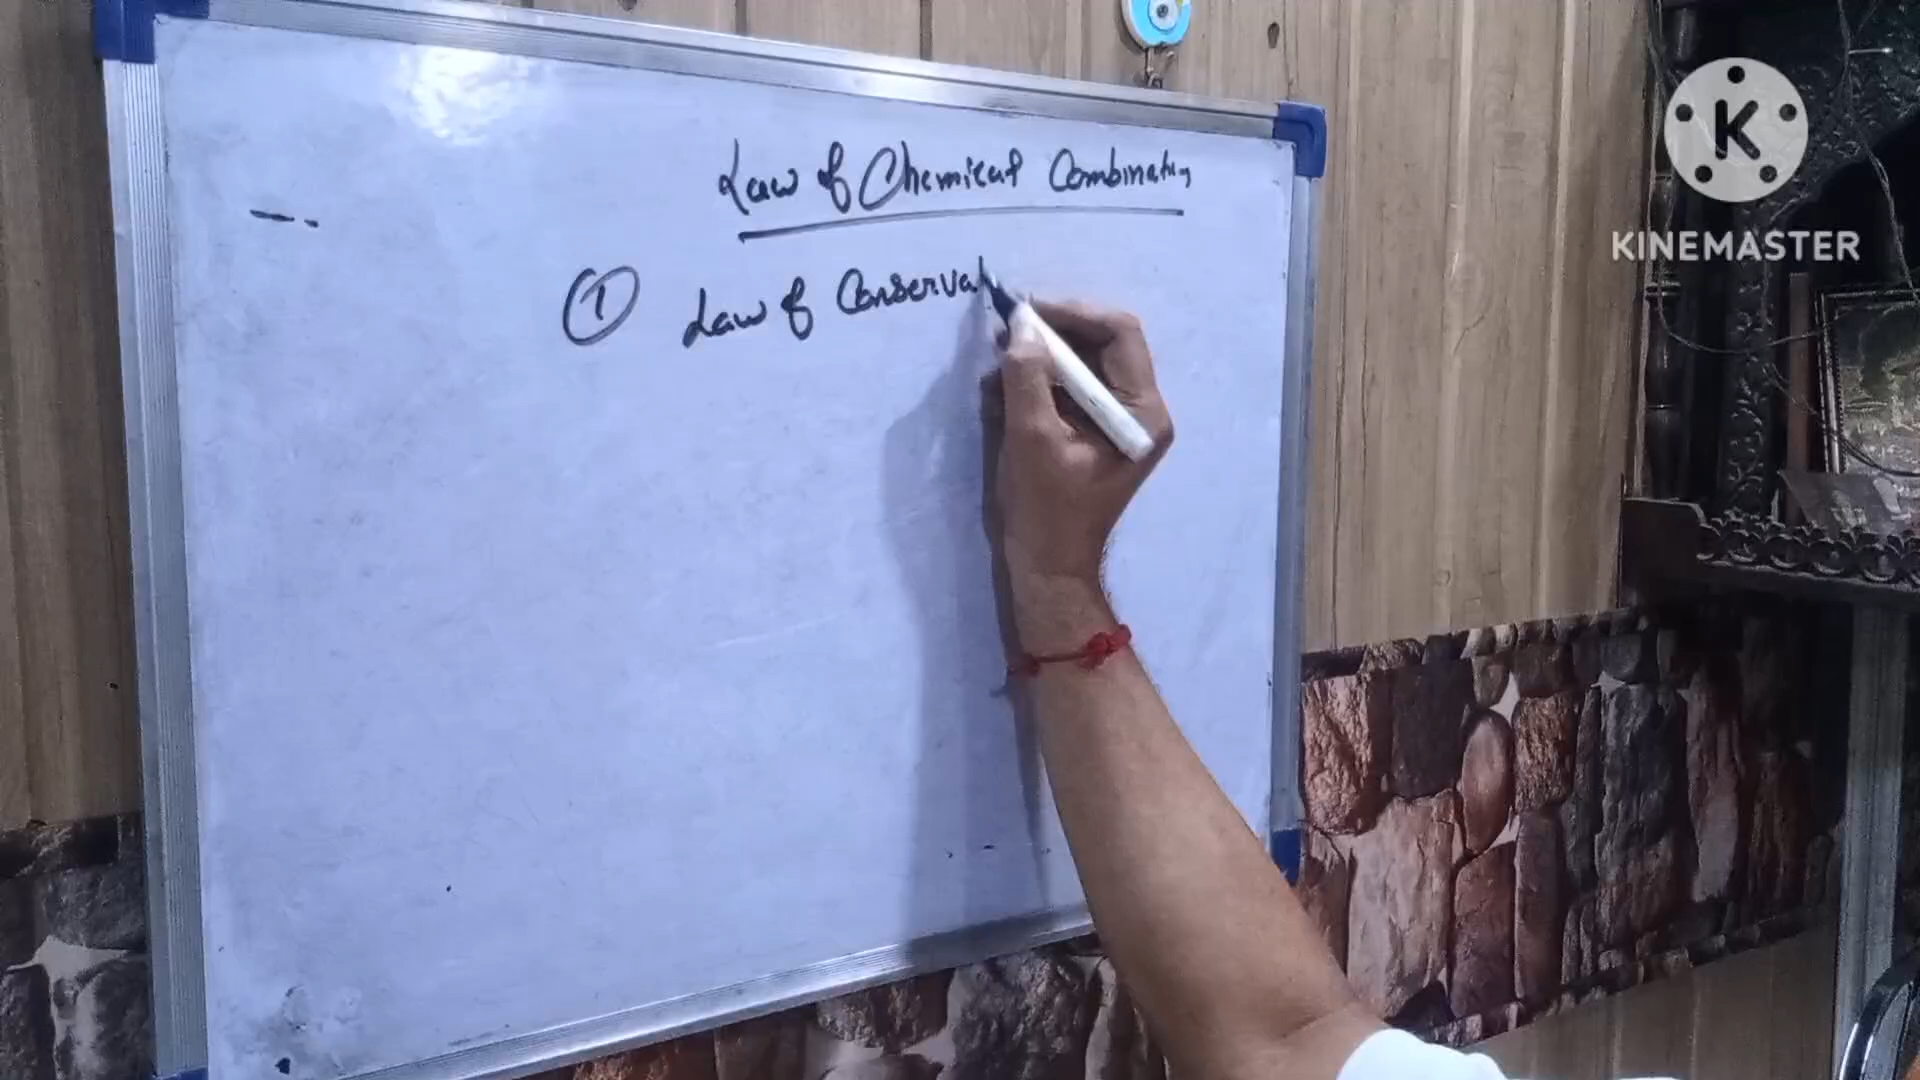 Law of Chemical Combination
① Law of Conservat
K
KINEMASTER